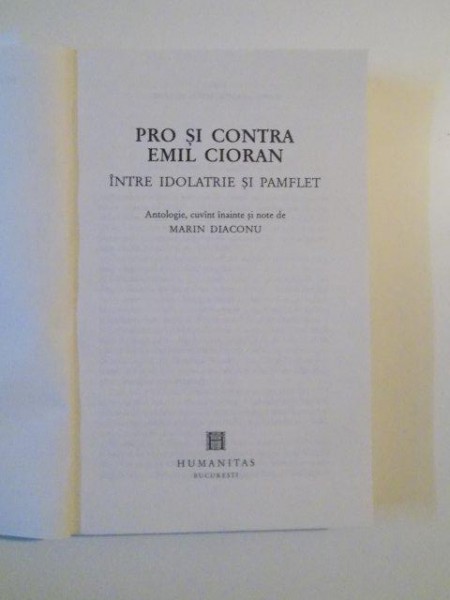 PRO ȘI CONTRA
EMIL CIORAN
ÎNTRE IDOLATRIE ȘI PAMFLET
Antologie, cuvînt înainte și note de
MARIN DIACONU
H
HUMANITAS
BUCUREȘTI